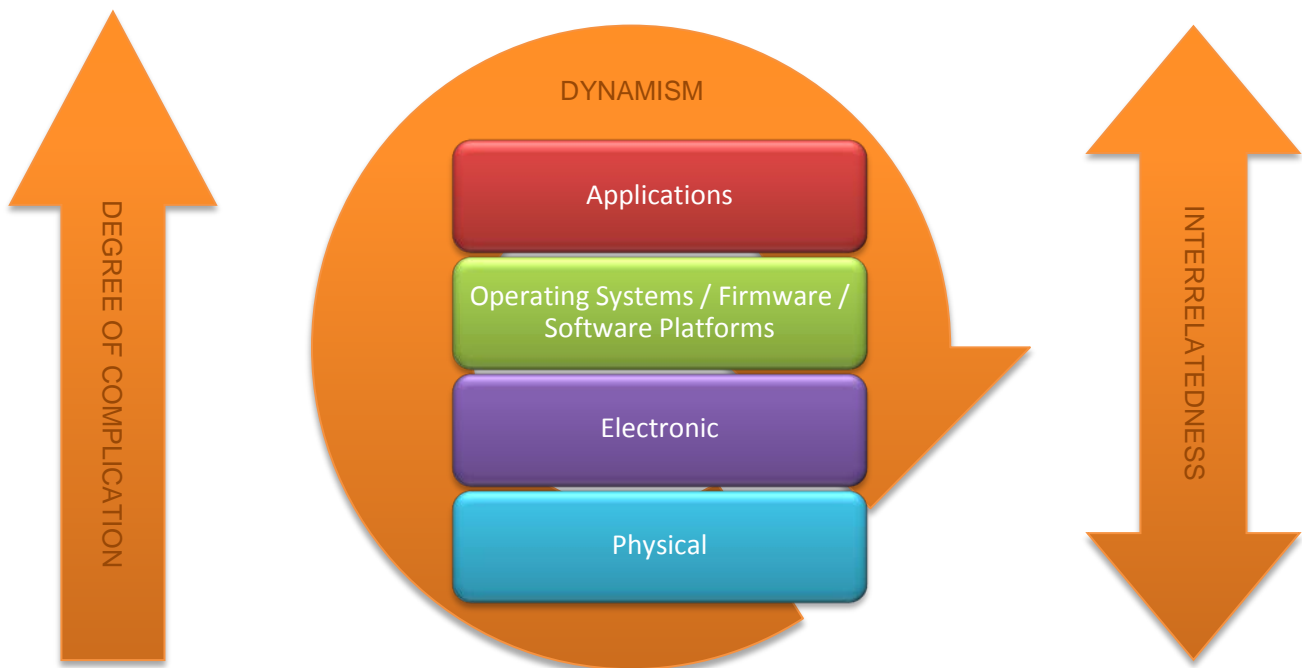 DYNAMISM
DEGREE OF COMPLICATION
Applications
Operating Systems / Firmware /
Software Platforms
Electronic
Physical
INTERRELATEDNESS